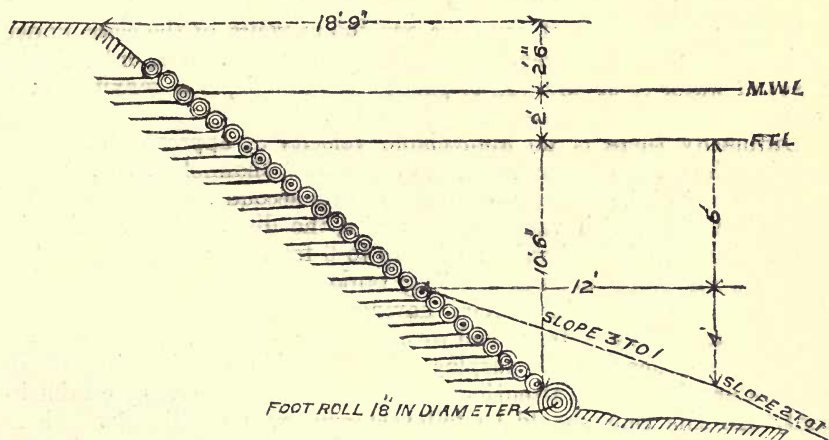 18'-9"
2'6"
M.W.L
2'
F.T.L
6'
10'.6"
12'
SLOPE 3 TO 1
4'
SLOPE 2 TO 1
FOOT ROLL 18" IN DIAMETER